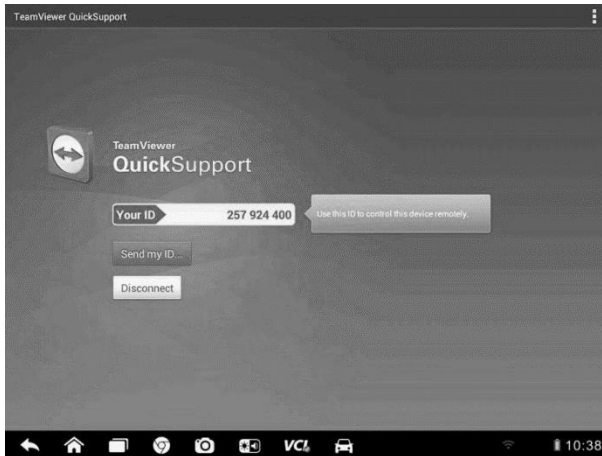 TeamViewer QuickSupport
TeamViewer
QuickSupport
Your ID 257 924 400
Use this ID to control this device remotely.
Send my ID...
Disconnect
VCI
10:38